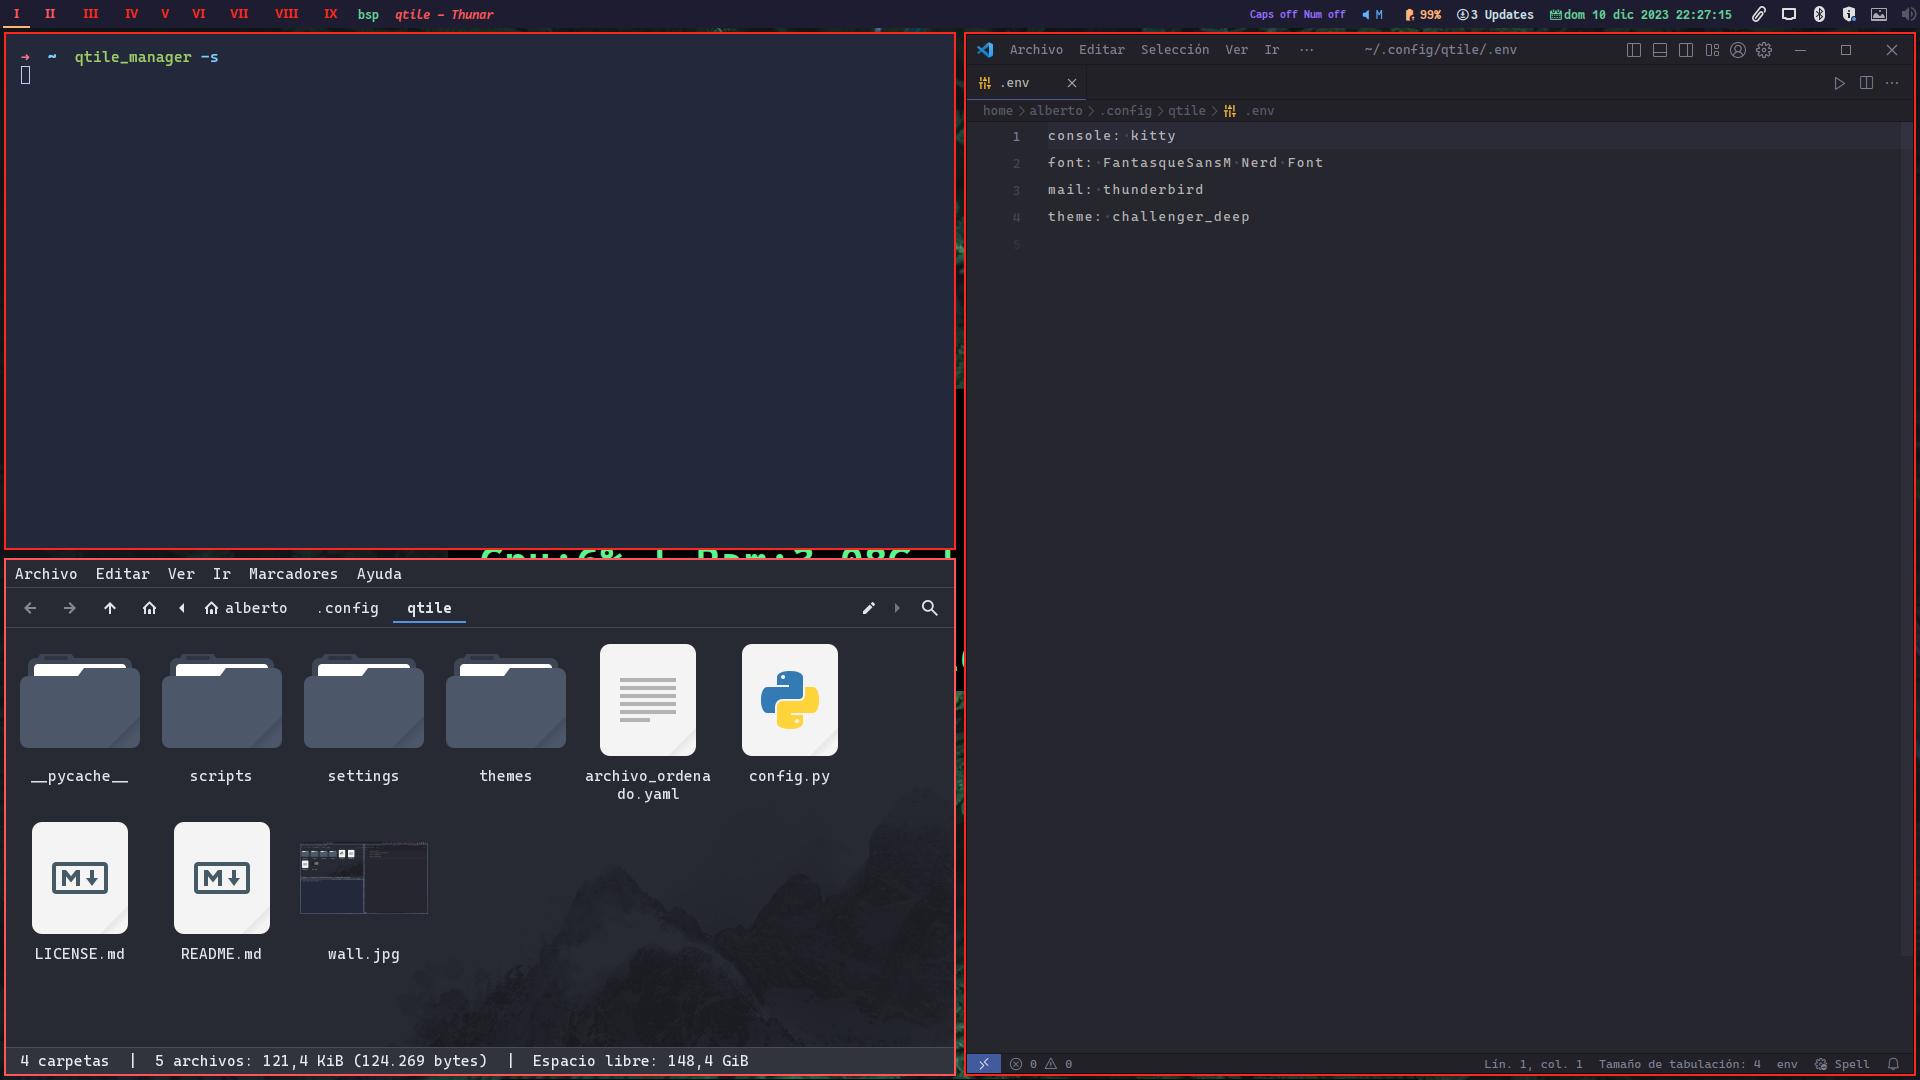 I II III IV V VI VII VIII IX bsp qtile - Thunar
Caps off Num off M 99% 3 Updates dom 10 dic 2023 22:27:15
→ ~ qtile_manager -s
Archivo Editar Selección Ver Ir ··· ~/.config/qtile/.env
.env
home > alberto > .config > qtile > .env
1 console: kitty
2 font: FantasqueSansM Nerd Font
3 mail: thunderbird
4 theme: challenger_deep
5
Lín. 1, col. 1 Tamaño de tabulación: 4 env Spell
0 0
Archivo Editar Ver Ir Marcadores Ayuda
alberto .config qtile
__pycache__
scripts
settings
themes
archivo_ordena
do.yaml
config.py
LICENSE.md
README.md
wall.jpg
4 carpetas | 5 archivos: 121,4 KiB (124.269 bytes) | Espacio libre: 148,4 GiB